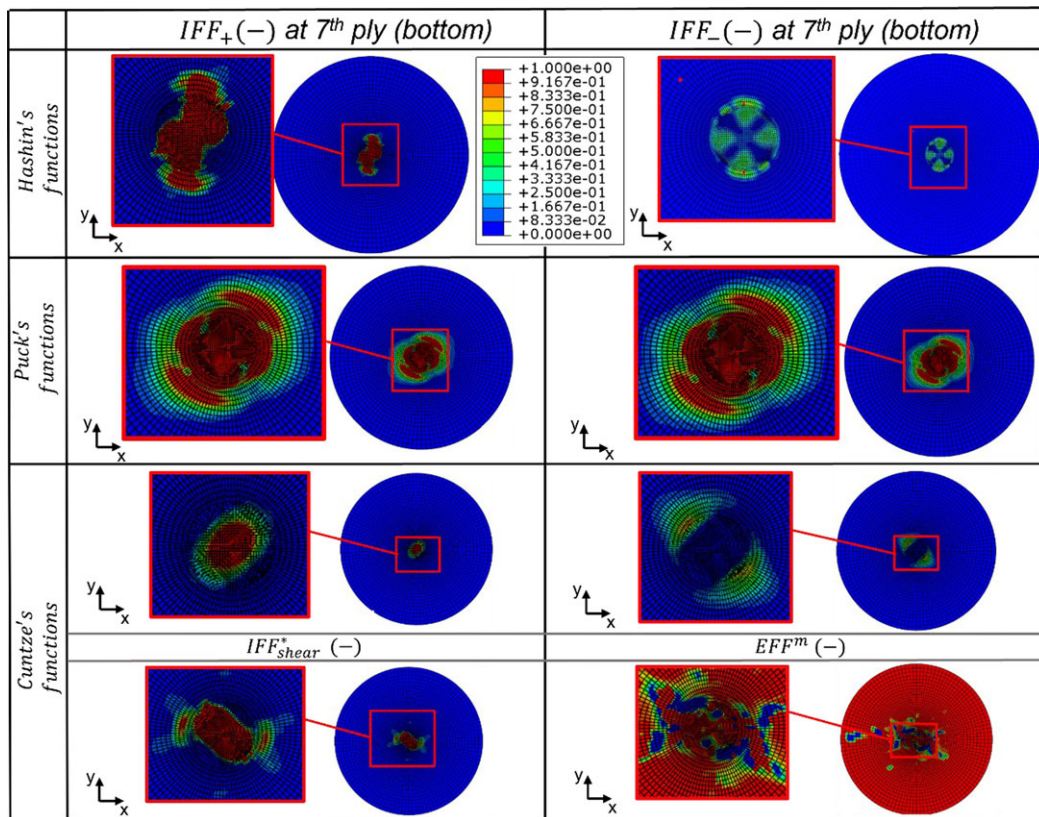 IFF₊(−) at 7th ply (bottom)
IFF₋(−) at 7th ply (bottom)
Hashin's
functions
+1.000e+00
+9.167e-01
+8.333e-01
+7.500e-01
+6.667e-01
+5.833e-01
+5.000e-01
+4.167e-01
+3.333e-01
+2.500e-01
+1.667e-01
+8.333e-02
+0.000e+00
y
x
y
x
Puck's
functions
y
x
y
x
Cuntze's
functions
y
x
y
x
IFF*shear (−)
EFFᵐ (−)
y
x
y
x